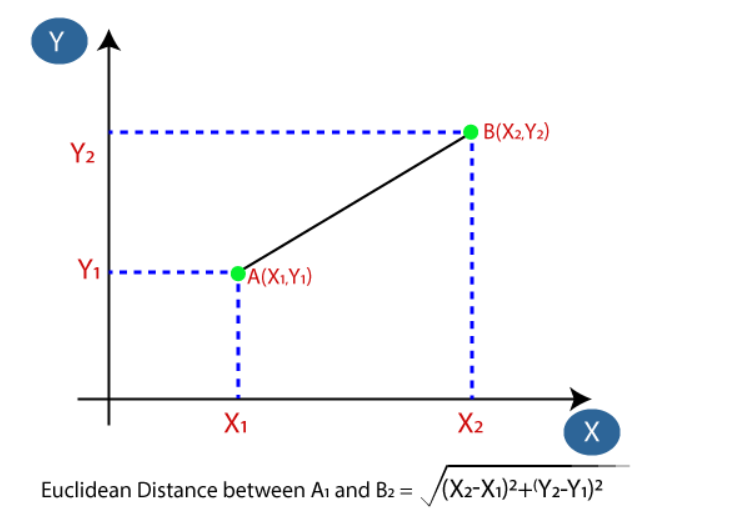 Y
B(X₂,Y₂)
Y₂
Y₁
A(X₁,Y₁)
X₁
X₂
X
Euclidean Distance between A₁ and B₂ = √(X₂-X₁)²+(Y₂-Y₁)²